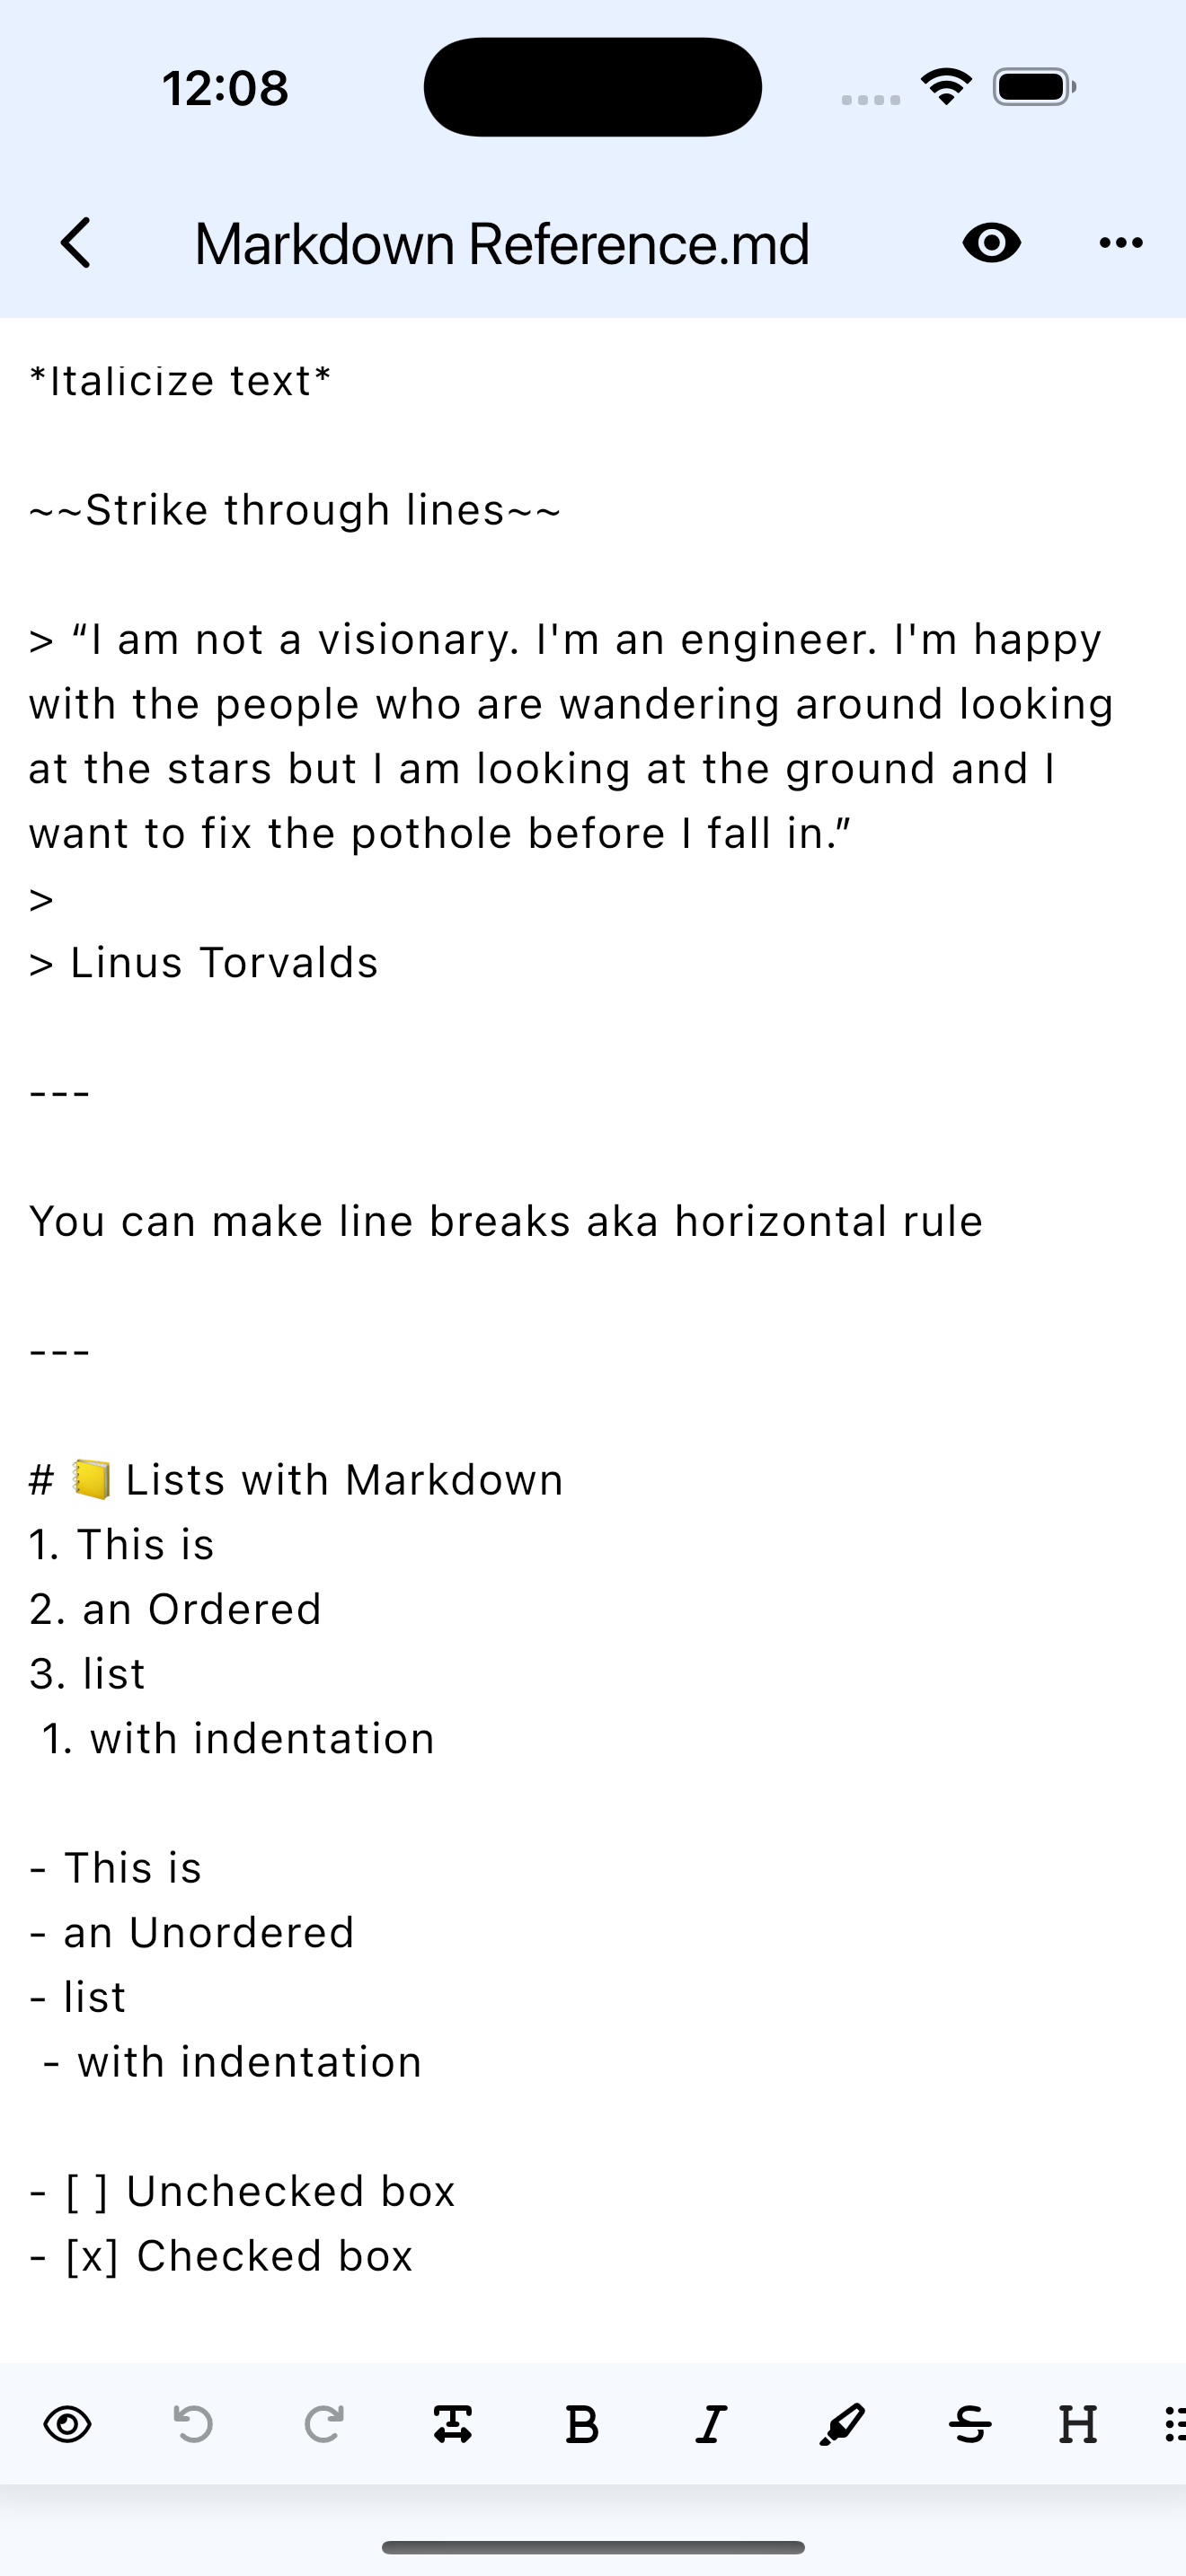 12:08
Markdown Reference.md
*Italicize text*
~~Strike through lines~~
> “I am not a visionary. I'm an engineer. I'm happy
with the people who are wandering around looking
at the stars but I am looking at the ground and I
want to fix the pothole before I fall in.”
>
> Linus Torvalds
---
You can make line breaks aka horizontal rule
---
# 📒 Lists with Markdown
1. This is
2. an Ordered
3. list
 1. with indentation
- This is
- an Unordered
- list
 - with indentation
- [ ] Unchecked box
- [x] Checked box
B I S H